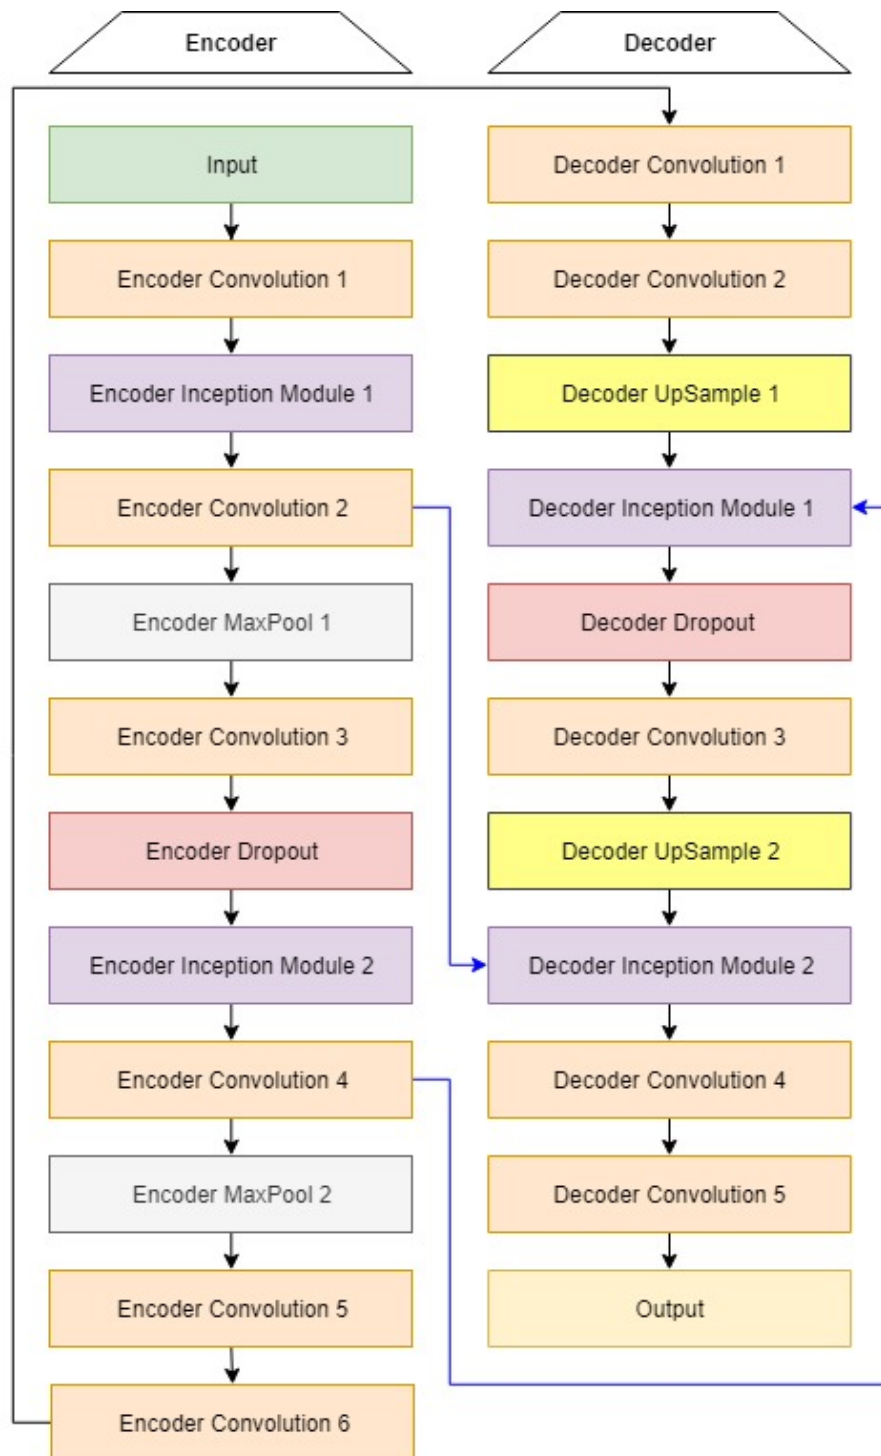 Encoder
Input
Encoder Convolution 1
Encoder Inception Module 1
Encoder Convolution 2
Encoder MaxPool 1
Encoder Convolution 3
Encoder Dropout
Encoder Inception Module 2
Encoder Convolution 4
Encoder MaxPool 2
Encoder Convolution 5
Encoder Convolution 6
Decoder
Decoder Convolution 1
Decoder Convolution 2
Decoder UpSample 1
Decoder Inception Module 1
Decoder Dropout
Decoder Convolution 3
Decoder UpSample 2
Decoder Inception Module 2
Decoder Convolution 4
Decoder Convolution 5
Output